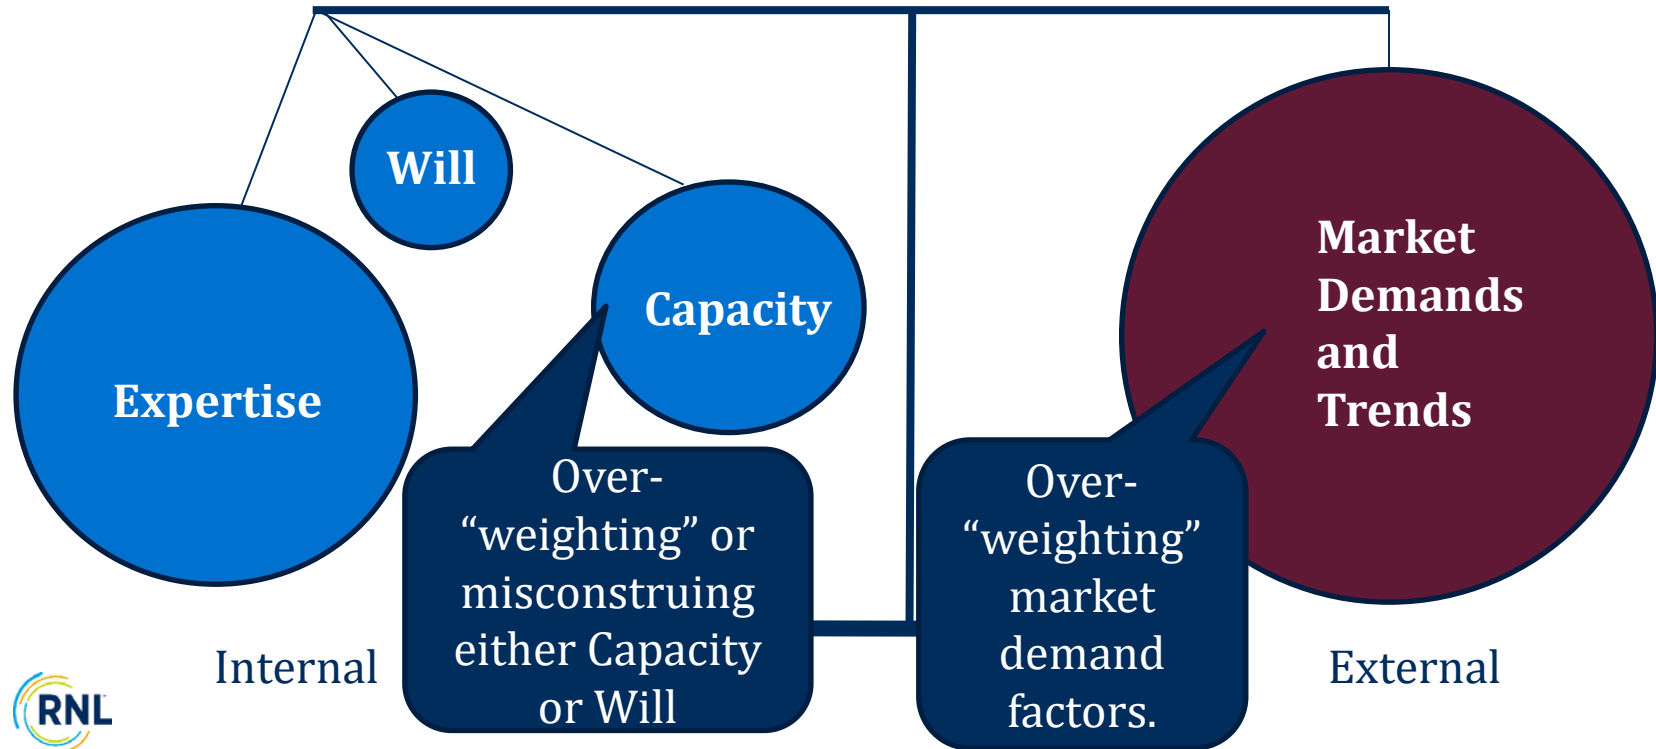 Will
Capacity
Expertise
Market
Demands
and
Trends
Over-
“weighting” or
misconstruing
either Capacity
or Will
Over-
“weighting”
market
demand
factors.
Internal
External
RNL